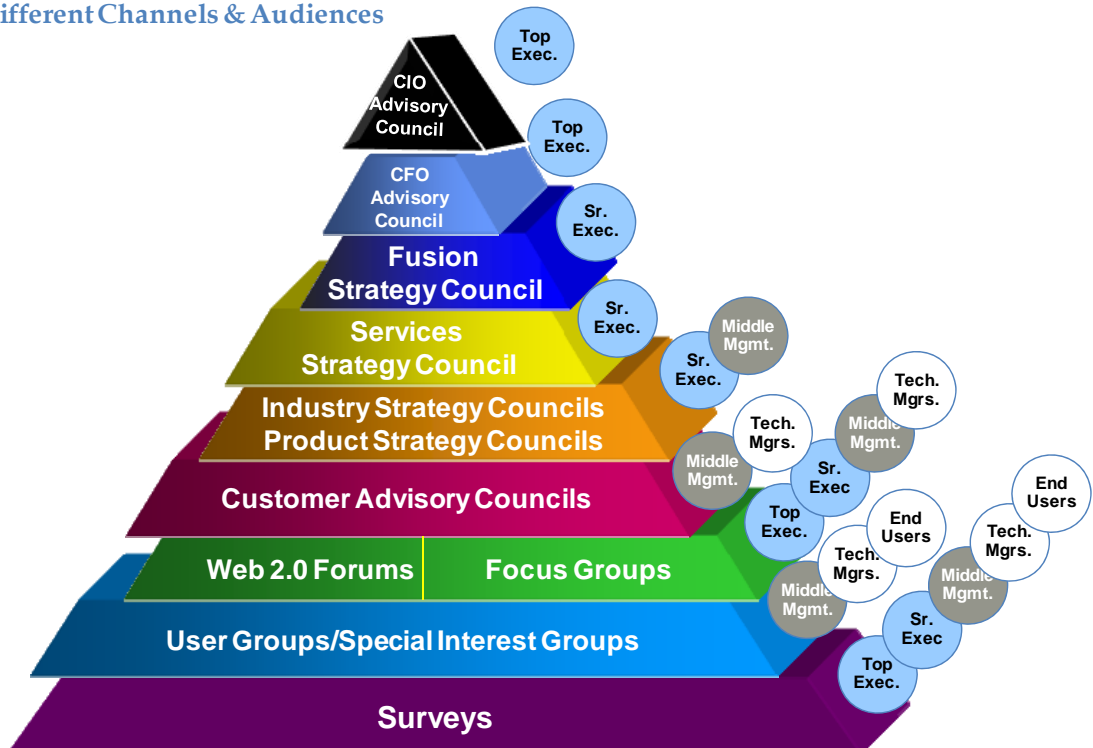 ifferent Channels & Audiences
Top
Exec.
CIO
Advisory
Council
Top
Exec.
CFO
Advisory
Council
Sr.
Exec.
Fusion
Strategy Council
Sr.
Exec.
Services
Strategy Council
Middle
Mgmt.
Sr.
Exec.
Industry Strategy Councils
Product Strategy Councils
Tech.
Mgrs.
Middle
Mgmt.
Tech.
Mgrs.
Middle
Mgmt.
Customer Advisory Councils
Sr.
Exec
Top
Exec.
End
Users
End
Users
Tech.
Mgrs.
Tech.
Mgrs.
Web 2.0 Forums
Focus Groups
Middle
Mgmt.
Middle
Mgmt.
User Groups/Special Interest Groups
Sr.
Exec
Top
Exec.
Surveys